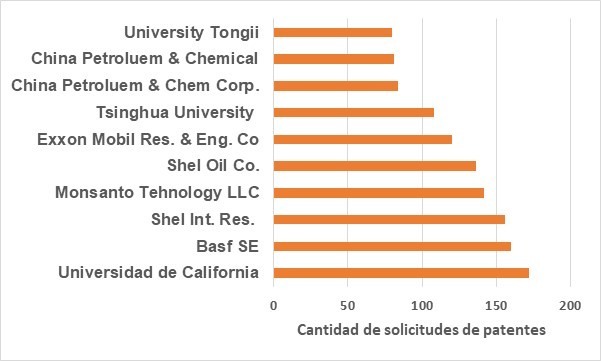 University Tongii
China Petroluem & Chemical
China Petroluem & Chem Corp.
Tsinghua University
Exxon Mobil Res. & Eng. Co
Shel Oil Co.
Monsanto Tehnology LLC
Shel Int. Res.
Basf SE
Universidad de California
0 50 100 150 200
Cantidad de solicitudes de patentes